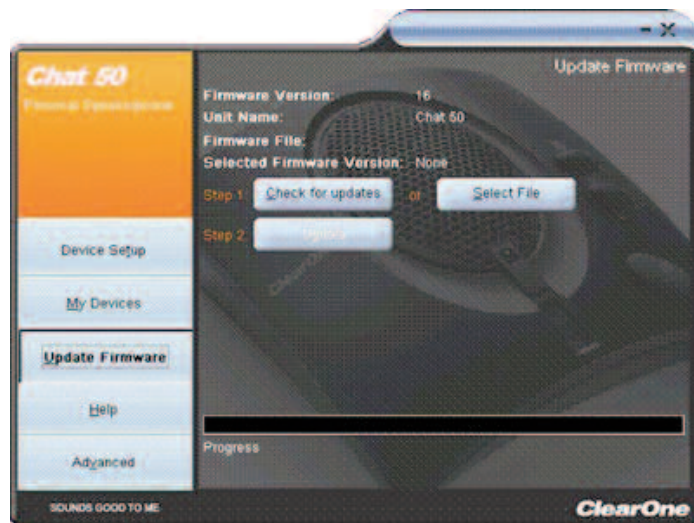 Update Firmware
Chat 50
Firmware Version: 16
Unit Name: Chat 50
Firmware File:
Selected Firmware Version: None
Step 1: Check for updates or Select File
Step 2:
Device Setup
My Devices
Update Firmware
Help
Advanced
Progress
SOUNDS GOOD TO ME
ClearOne